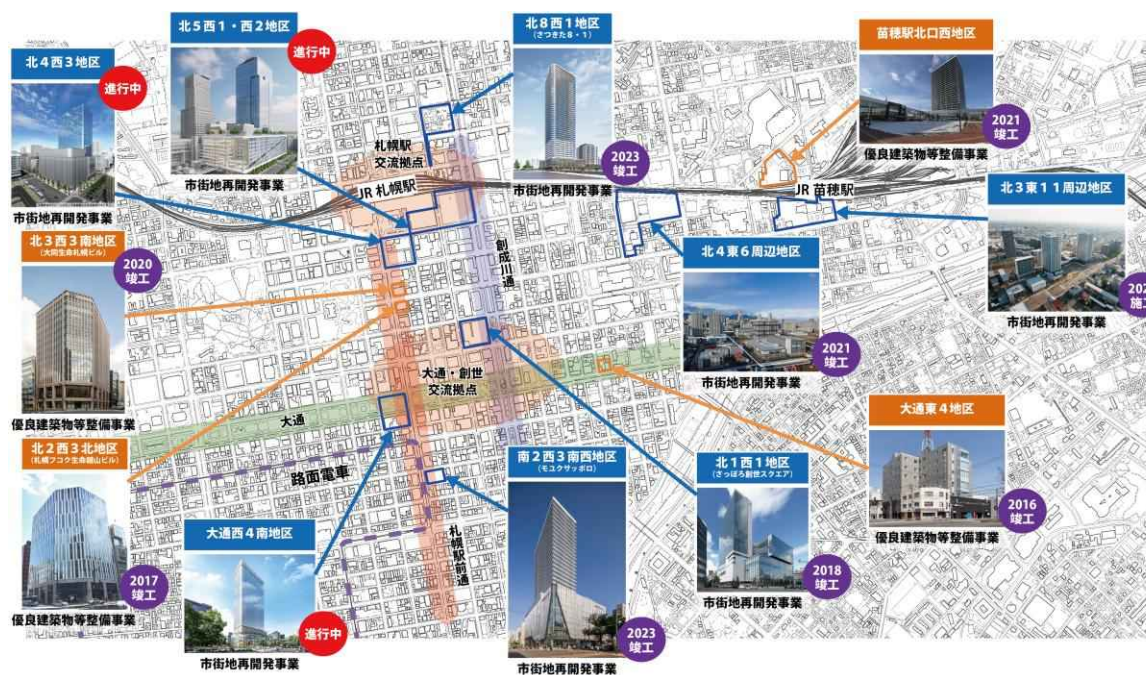 北5西1・西2地区
進行中
市街地再開発事業
北8西1地区
(さつきた8・1)
2023
竣工
市街地再開発事業
苗穂駅北口西地区
2021
竣工
優良建築物等整備事業
北4西3地区
進行中
市街地再開発事業
札幌駅
交流拠点
JR 札幌駅
JR 苗穂駅
北3東11周辺地区
市街地再開発事業
北3西3南地区
(大同生命札幌ビル)
2020
竣工
優良建築物等整備事業
創成川通
北4東6周辺地区
2021
竣工
市街地再開発事業
大通・創世
交流拠点
大通
大通東4地区
2016
竣工
優良建築物等整備事業
北2西3北地区
2017
竣工
優良建築物等整備事業
路面電車
大通西4南地区
進行中
市街地再開発事業
札幌駅前通
南2西3南西地区
(モユクサッポロ)
2023
竣工
市街地再開発事業
北1西1地区
(さっぽろ創世スクエア)
2018
竣工
市街地再開発事業